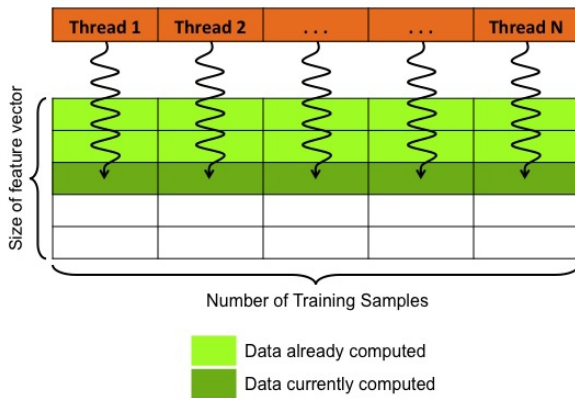 Thread 1 Thread 2 . . . . . . Thread N
Size of feature vector
Number of Training Samples
Data already computed
Data currently computed